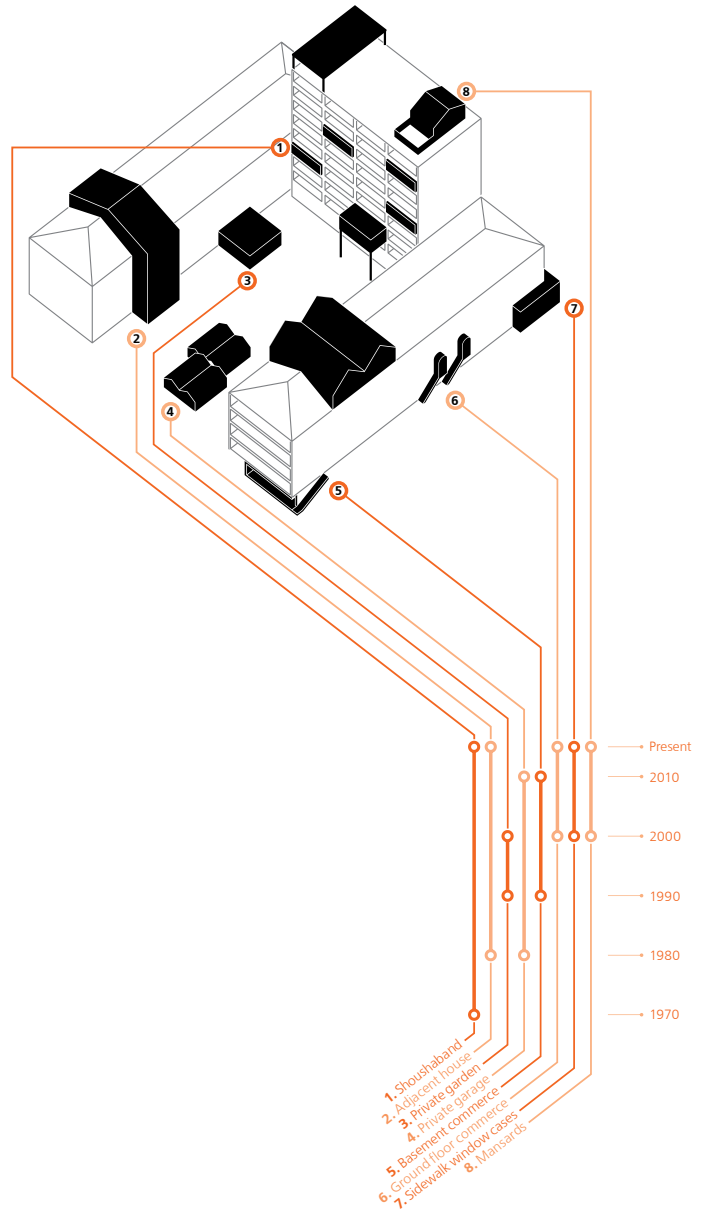 8
1
3
7
2
6
4
5
Present
2010
2000
1990
1980
1970
1. Shoushaband
2. Adjacent house
3. Private garden
4. Private garage
5. Basement commerce
6. Ground floor commerce
7. Sidewalk window cases
8. Mansards